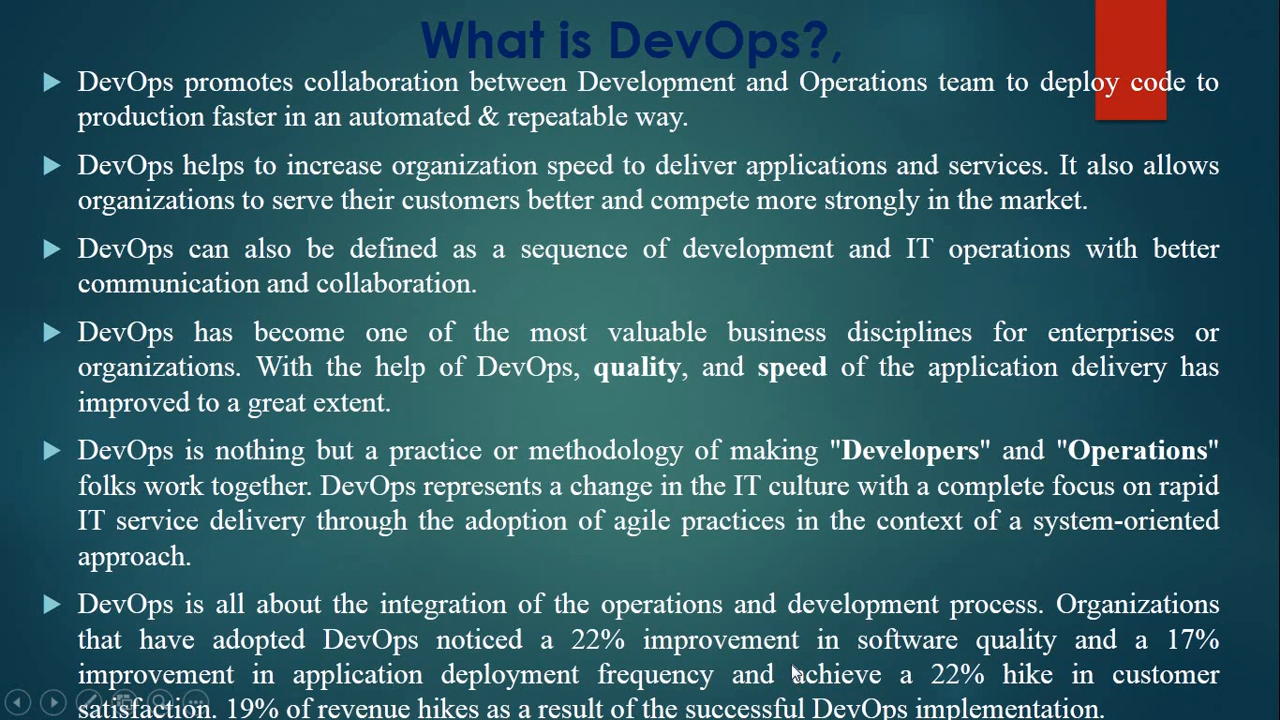 What is DevOps?,
DevOps promotes collaboration between Development and Operations team to deploy code to
production faster in an automated & repeatable way.
DevOps helps to increase organization speed to deliver applications and services. It also allows
organizations to serve their customers better and compete more strongly in the market.
DevOps can also be defined as a sequence of development and IT operations with better
communication and collaboration.
DevOps has become one of the most valuable business disciplines for enterprises or
organizations. With the help of DevOps, quality, and speed of the application delivery has
improved to a great extent.
DevOps is nothing but a practice or methodology of making "Developers" and "Operations"
folks work together. DevOps represents a change in the IT culture with a complete focus on rapid
IT service delivery through the adoption of agile practices in the context of a system-oriented
approach.
DevOps is all about the integration of the operations and development process. Organizations
that have adopted DevOps noticed a 22% improvement in software quality and a 17%
improvement in application deployment frequency and achieve a 22% hike in customer
satisfaction. 19% of revenue hikes as a result of the successful DevOps implementation.